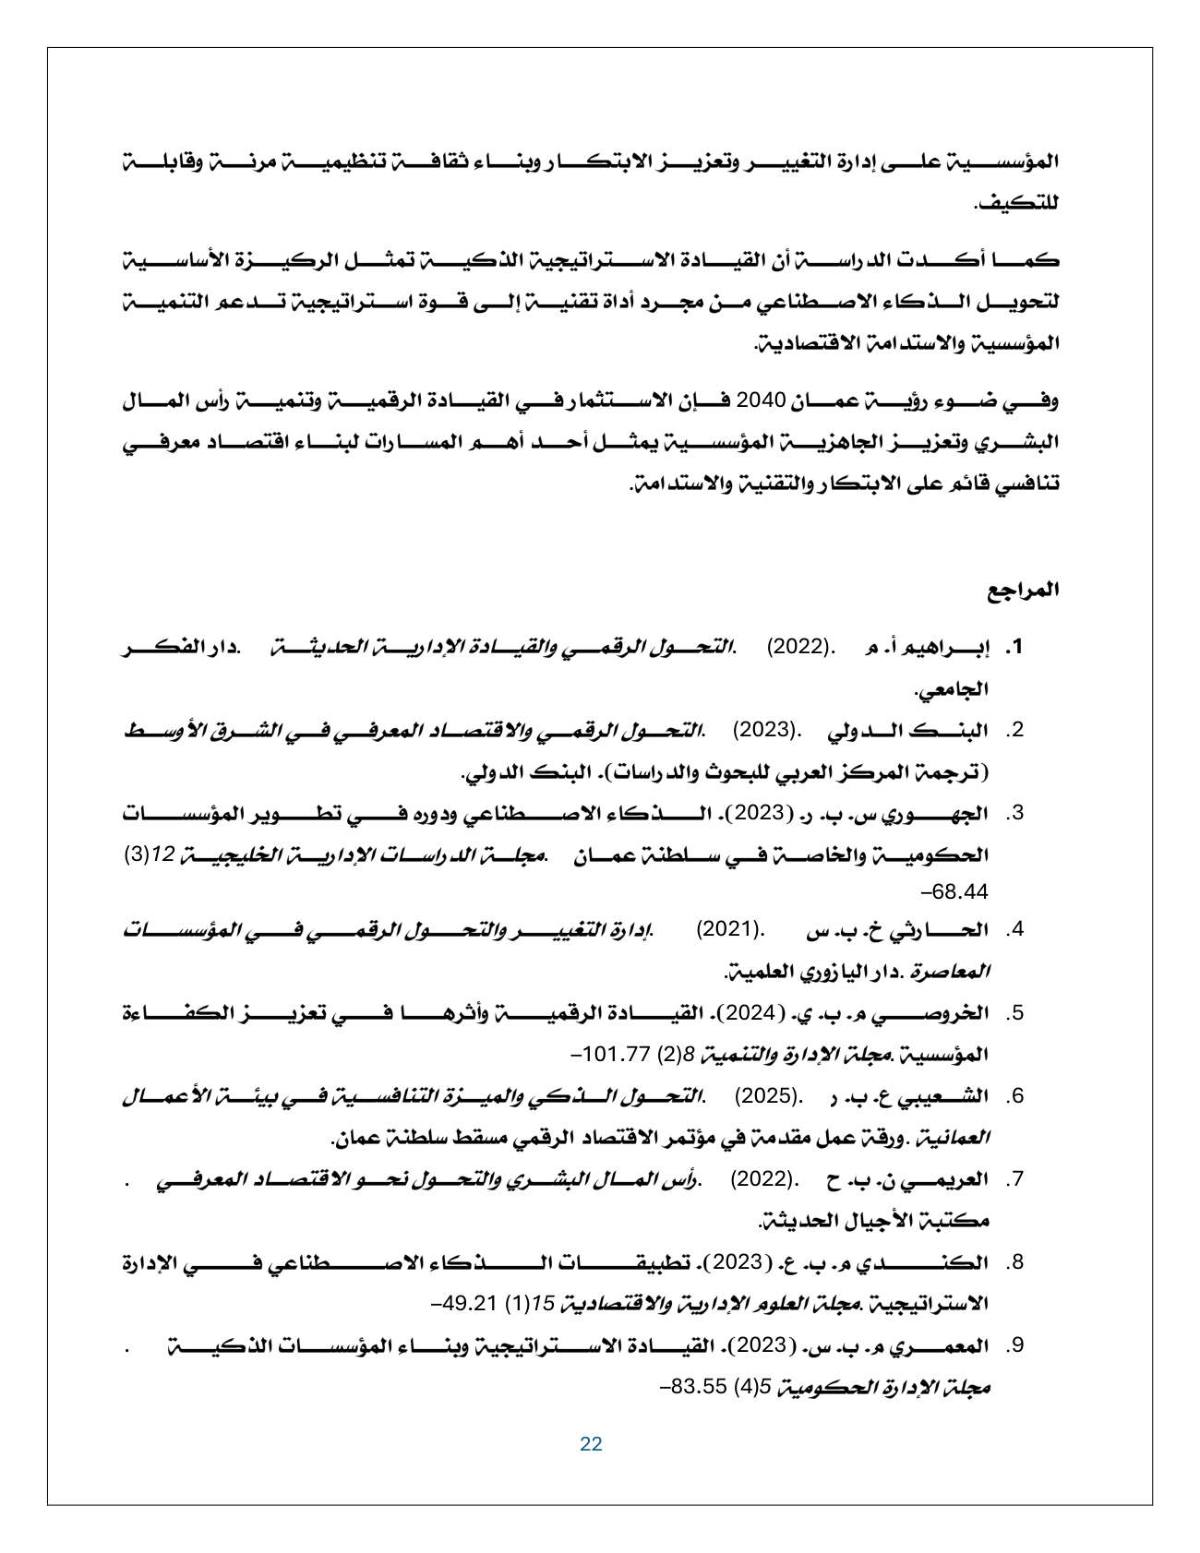 المؤسسية على إدارة التغيير وتعزيز الابتكار وبناء ثقافة تنظيمية مرنة وقابلة
للتكيف.
كما أكدت الدراسة أن القيادة الاستراتيجية الذكية تمثل الركيزة الأساسية
لتحويل الذكاء الاصطناعي من مجرد أداة تقنية إلى قوة استراتيجية تدعم التنمية
المؤسسية والاستدامة الاقتصادية.
وفي ضوء رؤية عمان 2040 فإن الاستثمار في القيادة الرقمية وتنمية رأس المال
البشري وتعزيز الجاهزية المؤسسية يمثل أحد أهم المسارات لبناء اقتصاد معرفي
تنافسي قائم على الابتكار والتقنية والاستدامة.
المراجع
1. إبراهيم أ. م .(2022) .التحول الرقمي والقيادة الإدارية الحديثة .دار الفكر
الجامعي.
2. البنك الدولي .(2023) .التحول الرقمي والاقتصاد المعرفي في الشرق الأوسط
(ترجمة المركز العربي للبحوث والدراسات). البنك الدولي.
3. الجهوري س. ب. ر. (2023). الذكاء الاصطناعي ودوره في تطوير المؤسسات
الحكومية والخاصة في سلطنة عمان .مجلة الدراسات الإدارية الخليجية 12(3)
68.44–
4. الحارثي خ. ب. س .(2021) .إدارة التغيير والتحول الرقمي في المؤسسات
المعاصرة .دار اليازوري العلمية.
5. الخروصي م. ب. ي. (2024). القيادة الرقمية وأثرها في تعزيز الكفاءة
المؤسسية .مجلة الإدارة والتنمية 8(2) 101.77–
6. الشعيبي ع. ب. ر .(2025) .التحول الذكي والميزة التنافسية في بيئة الأعمال
العمانية .ورقة عمل مقدمة في مؤتمر الاقتصاد الرقمي مسقط سلطنة عمان.
7. العريمي ن. ب. ح .(2022) .رأس المال البشري والتحول نحو الاقتصاد المعرفي .
مكتبة الأجيال الحديثة.
8. الكندي م. ب. ع. (2023). تطبيقات الذكاء الاصطناعي في الإدارة
الاستراتيجية .مجلة العلوم الإدارية والاقتصادية 15(1) 49.21–
9. المعمري م. ب. س. (2023). القيادة الاستراتيجية وبناء المؤسسات الذكية .
مجلة الإدارة الحكومية 5(4) 83.55–
22